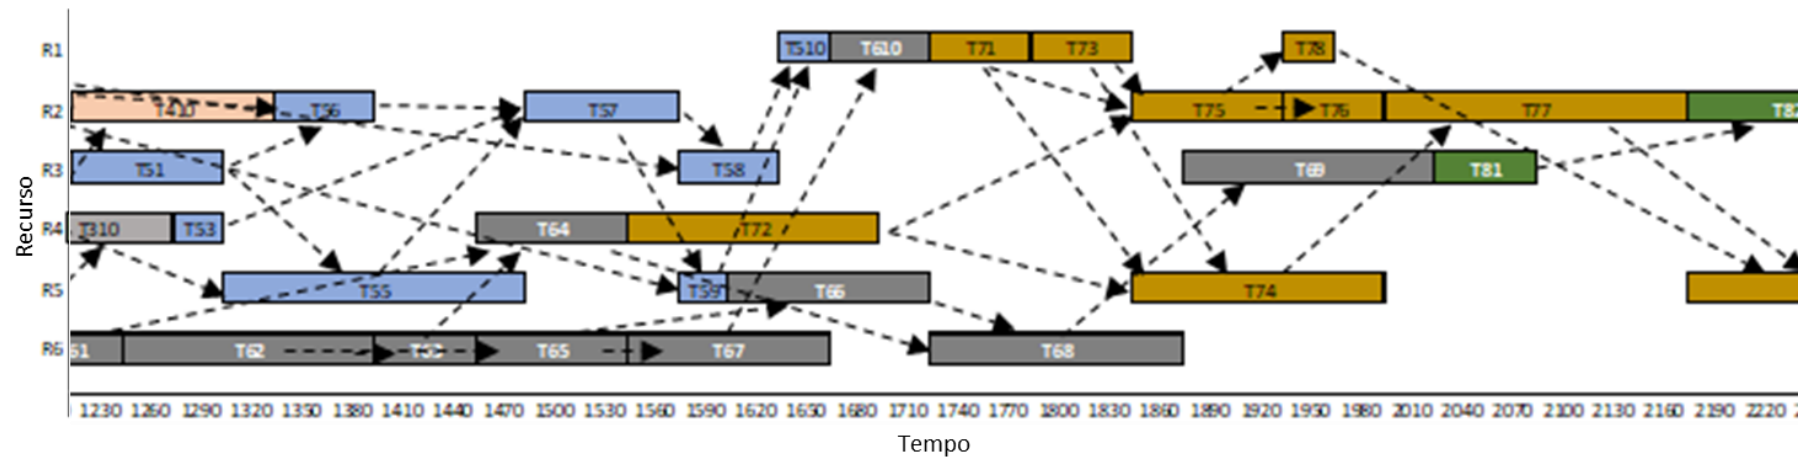 R1 T510 T610 T71 T73 T78
R2 T410 T56 T57 T75 T76 T77 T82
R3 T51 T58 T69 T81
R4 T310 T53 T64 T72
R5 T55 T59 T66 T74
R6 61 T62 T65 T67 T68
Recurso
1230 1260 1290 1320 1350 1380 1410 1440 1470 1500 1530 1560 1590 1620 1650 1680 1710 1740 1770 1800 1830 1860 1890 1920 1950 1980 2010 2040 2070 2100 2130 2160 2190 2220 2
Tempo